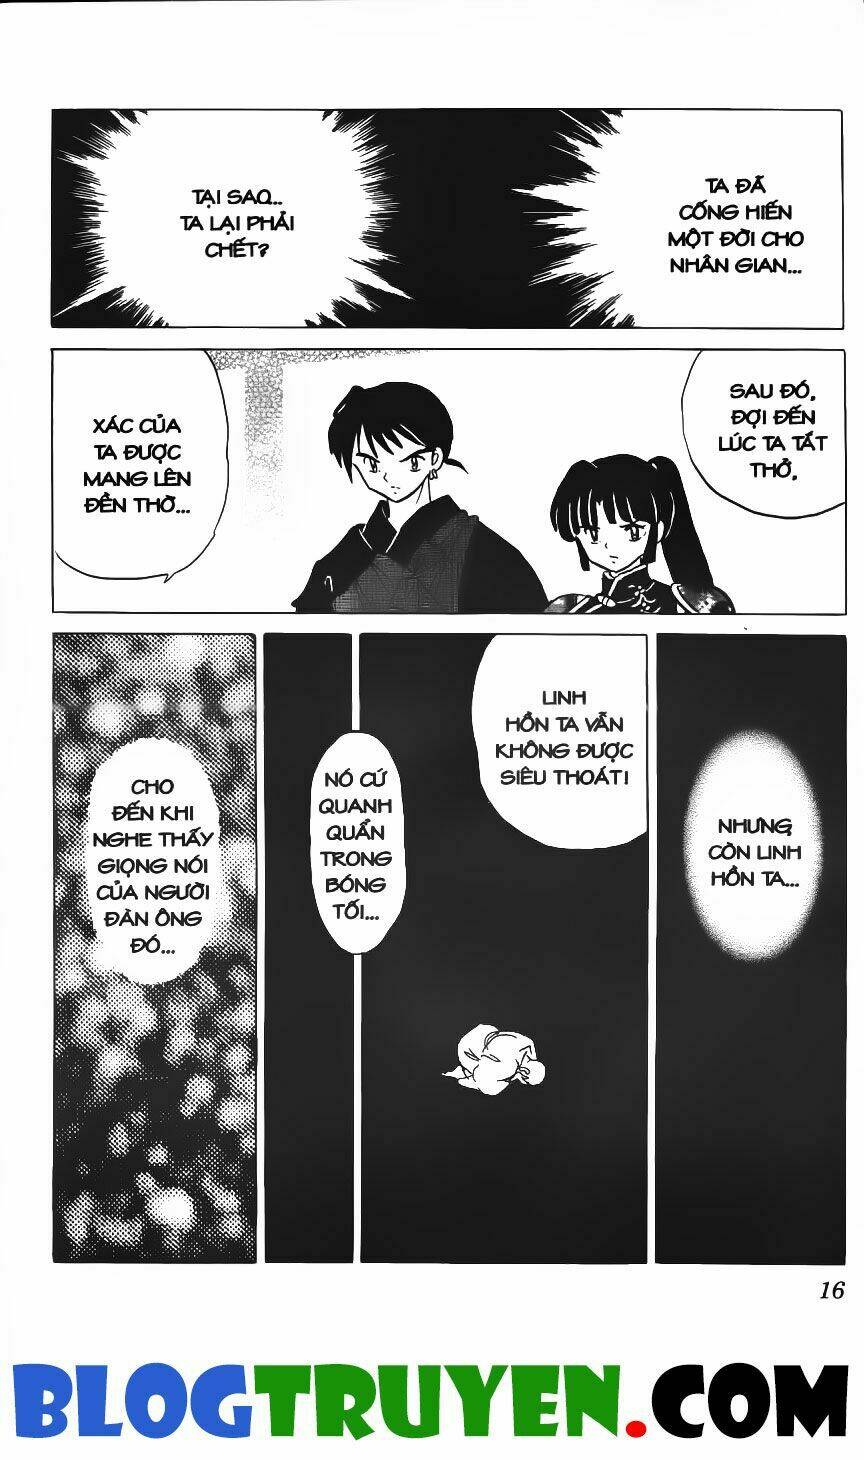 TA ĐÃ
CỐNG HIẾN
MỘT ĐỜI CHO
NHÂN GIAN...
TẠI SAO...
TA LẠI PHẢI
CHẾT?
SAU ĐÓ,
ĐỢI ĐẾN
LÚC TA TẮT
THỞ,
XÁC CỦA
TA ĐƯỢC
MANG LÊN
ĐỀN THỜ...
NHƯNG,
CÒN LINH
HỒN TA...
LINH
HỒN TA VẪN
KHÔNG ĐƯỢC
SIÊU THOÁT!
NÓ CỨ
QUANH
QUẨN
TRONG
BÓNG
TỐI...
CHO
ĐẾN KHI
NGHE THẤY
GIỌNG NÓI
CỦA NGƯỜI
ĐÀN ÔNG
ĐÓ...
16
BLOGTRUYEN.COM